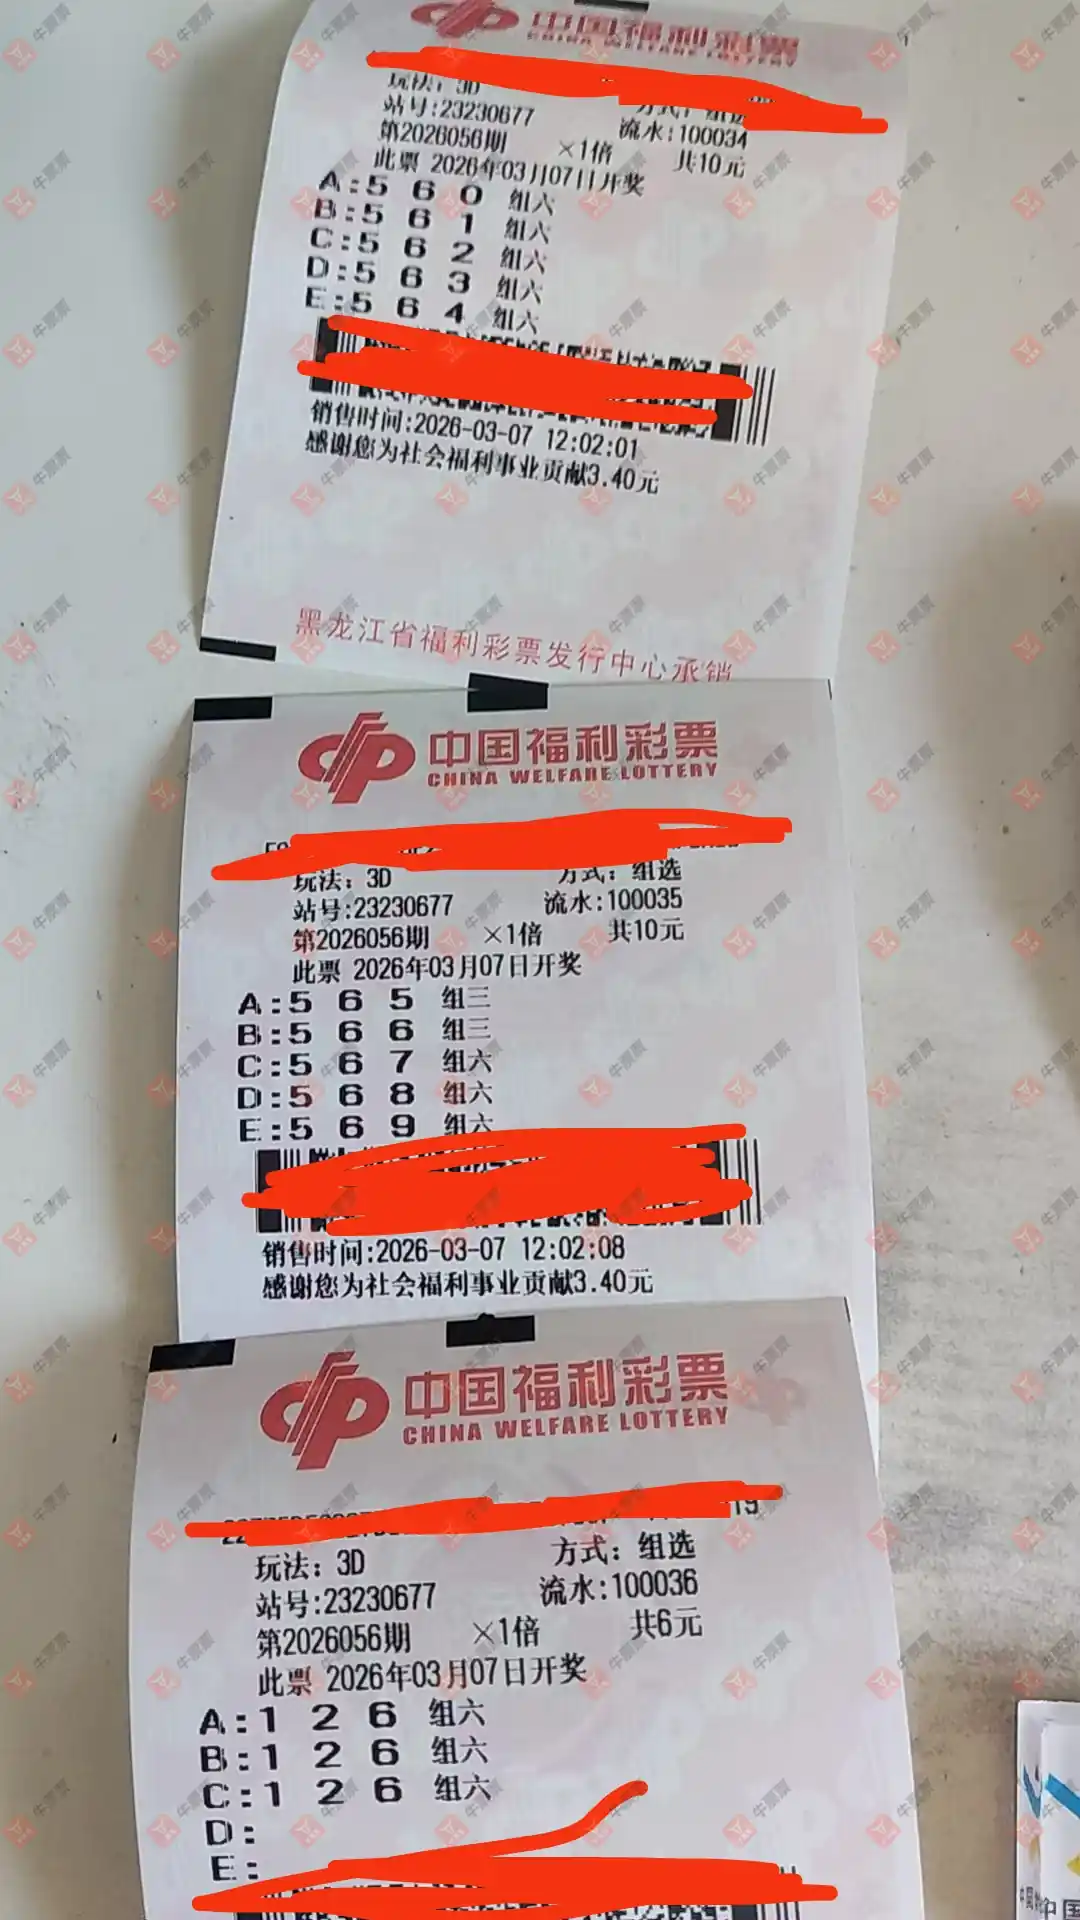 中国福利彩票
CHINA WELFARE LOTTERY
玩法: 3D
方式: 组选
站号:23230677
流水:100034
第2026056期 ×1倍 共10元
此票 2026年03月07日开奖
A:5 6 0 组六
B:5 6 1 组六
C:5 6 2 组六
D:5 6 3 组六
E:5 6 4 组六
销售时间:2026-03-07 12:02:01
感谢您为社会福利事业贡献3.40元
黑龙江省福利彩票发行中心承销
中国福利彩票
CHINA WELFARE LOTTERY
玩法: 3D 方式: 组选
站号:23230677 流水:100035
第2026056期 ×1倍 共10元
此票 2026年03月07日开奖
A:5 6 5 组三
B:5 6 6 组三
C:5 6 7 组六
D:5 6 8 组六
E:5 6 9 组六
销售时间:2026-03-07 12:02:08
感谢您为社会福利事业贡献3.40元
中国福利彩票
CHINA WELFARE LOTTERY
玩法: 3D 方式: 组选
站号:23230677 流水:100036
第2026056期 ×1倍 共6元
此票 2026年03月07日开奖
A:1 2 6 组六
B:1 2 6 组六
C:1 2 6 组六
D:
E:
牛票票